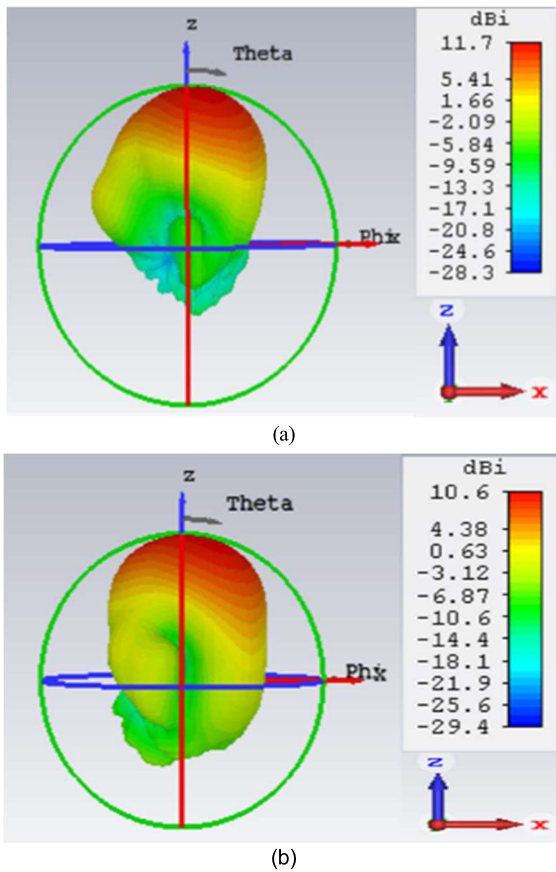 z
Theta
Phi x
dBi
11.7
5.41
1.66
-2.09
-5.84
-9.59
-13.3
-17.1
-20.8
-24.6
-28.3
z
x
(a)
z
Theta
Phi x
dBi
10.6
4.38
0.63
-3.12
-6.87
-10.6
-14.4
-18.1
-21.9
-25.6
-29.4
z
x
(b)